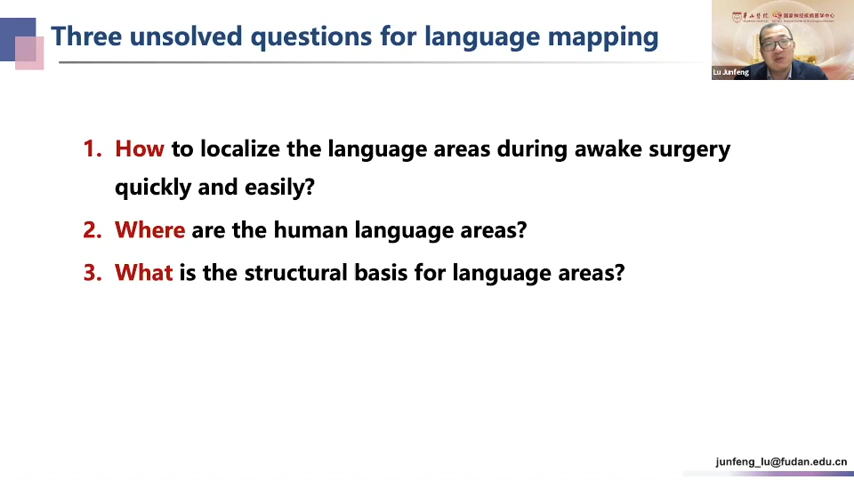 Three unsolved questions for language mapping
Lu Junfeng
1. How to localize the language areas during awake surgery
quickly and easily?
2. Where are the human language areas?
3. What is the structural basis for language areas?
junfeng_lu@fudan.edu.cn